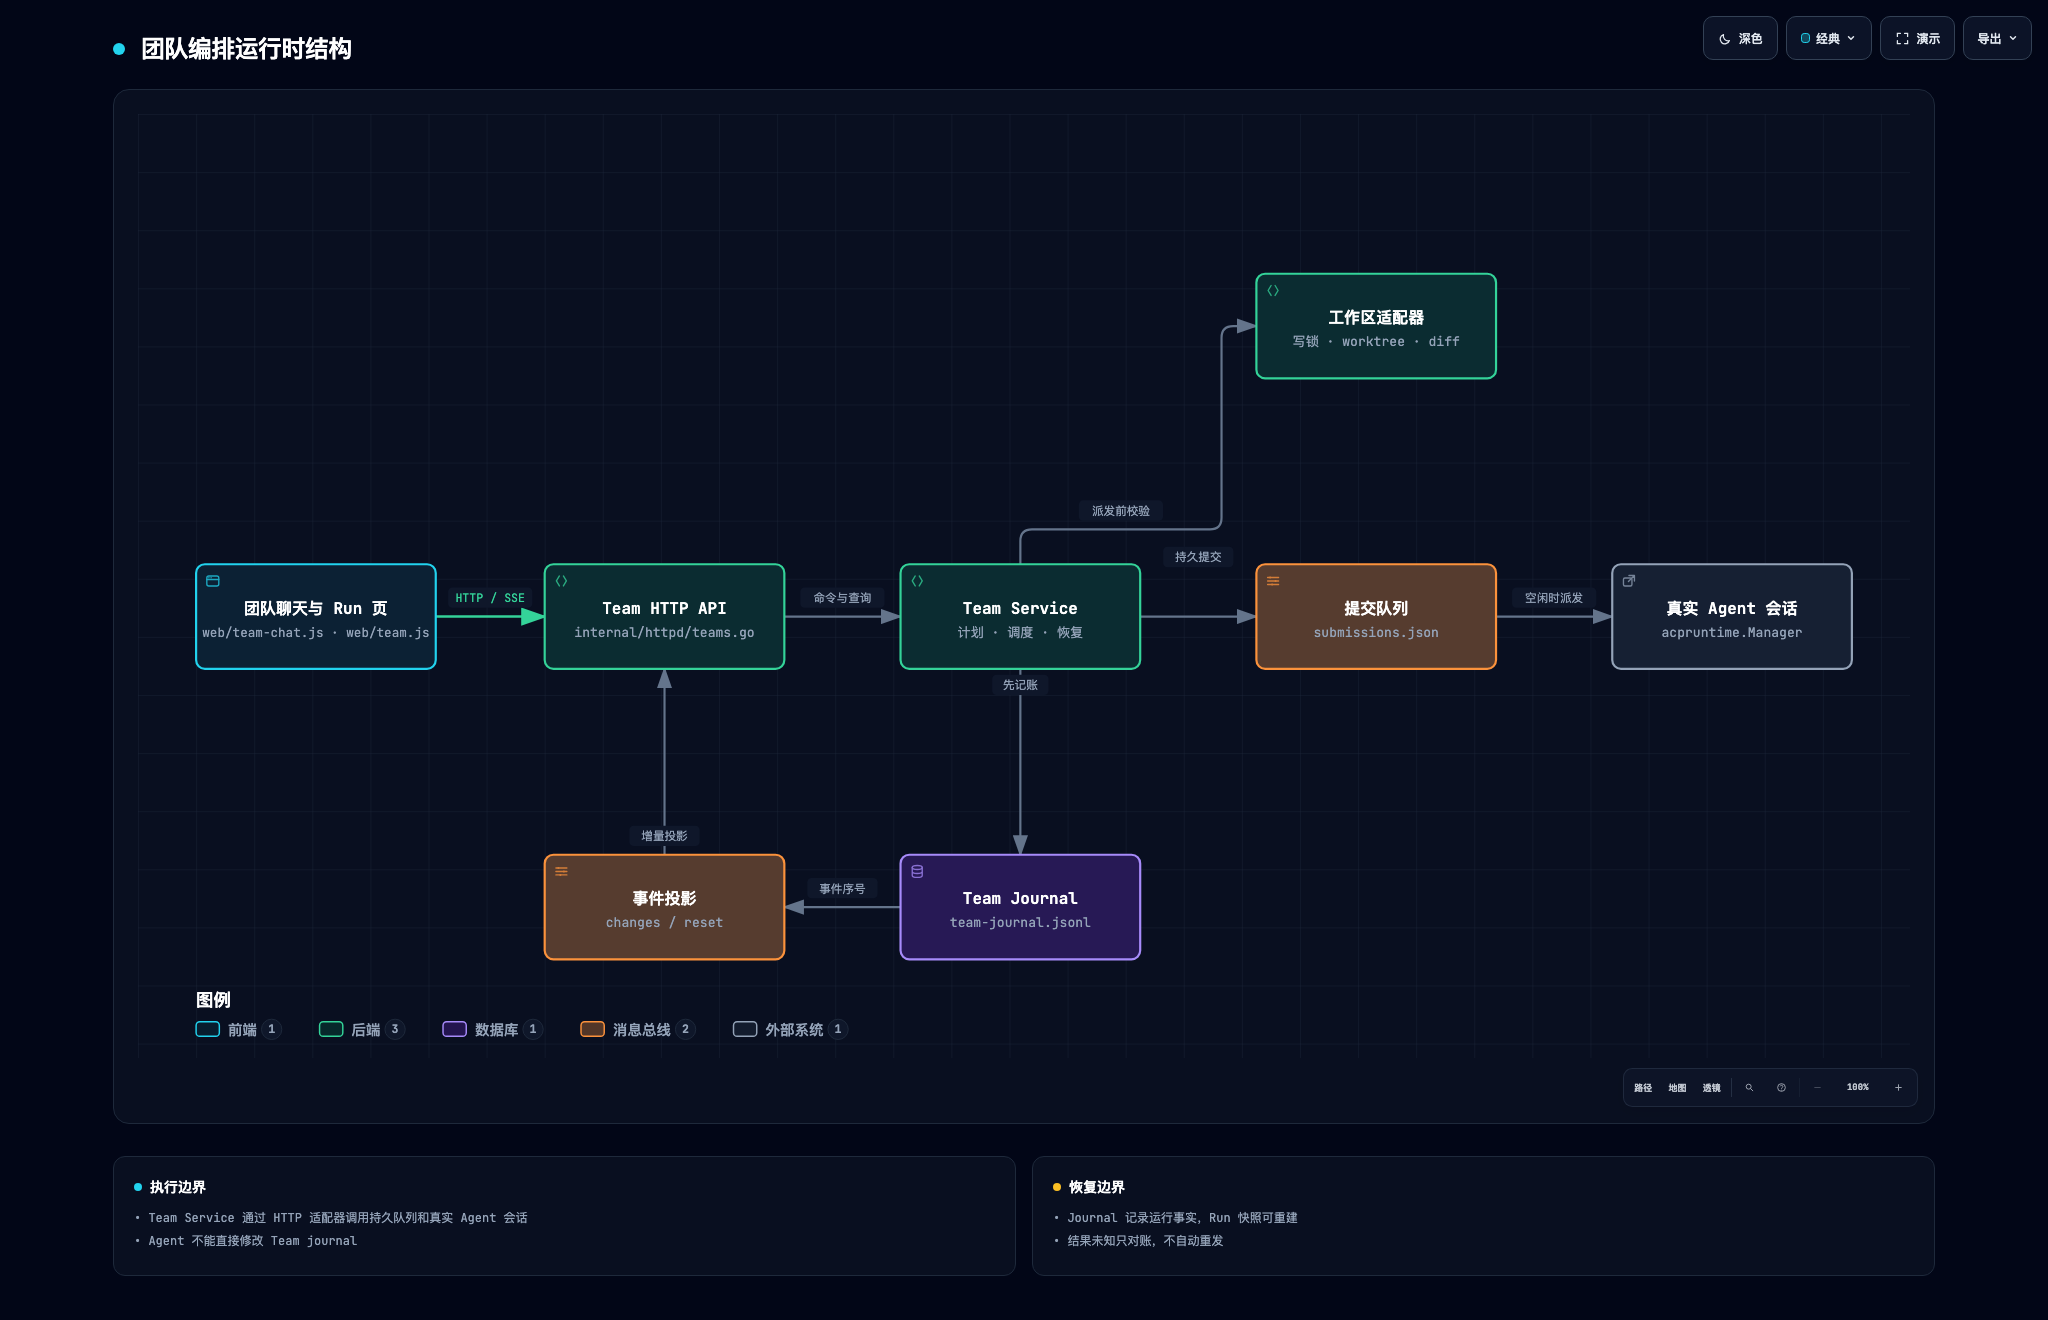 团队编排运行时结构
深色
经典
演示
导出
工作区适配器
写锁 · worktree · diff
派发前校验
持久提交
团队聊天与 Run 页
web/team-chat.js · web/team.js
HTTP / SSE
Team HTTP API
internal/httpd/teams.go
命令与查询
Team Service
计划 · 调度 · 恢复
提交队列
submissions.json
空闲时派发
真实 Agent 会话
acpruntime.Manager
先记账
增量投影
事件投影
changes / reset
事件序号
Team Journal
team-journal.jsonl
图例
前端 1
后端 3
数据库 1
消息总线 2
外部系统 1
路径 地图 透镜 − 100% +
执行边界
• Team Service 通过 HTTP 适配器调用持久队列和真实 Agent 会话
• Agent 不能直接修改 Team journal
恢复边界
• Journal 记录运行事实，Run 快照可重建
• 结果未知只对账，不自动重发